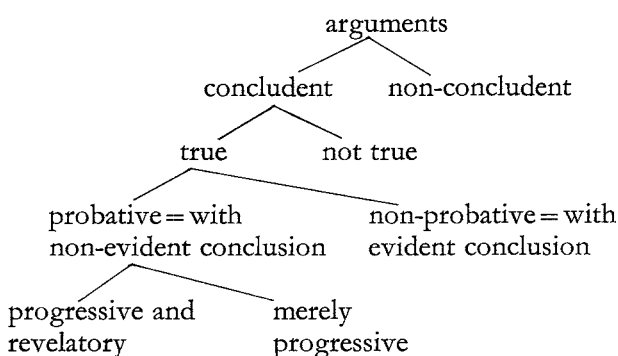 arguments
concludent non-concludent
true not true
probative = with non-probative = with
non-evident conclusion evident conclusion
progressive and merely
revelatory progressive